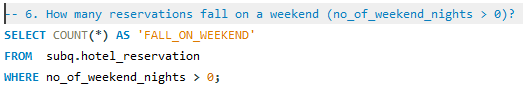 -- 6. How many reservations fall on a weekend (no_of_weekend_nights > 0)?
SELECT COUNT(*) AS 'FALL_ON_WEEKEND'
FROM  subq.hotel_reservation
WHERE no_of_weekend_nights > 0;